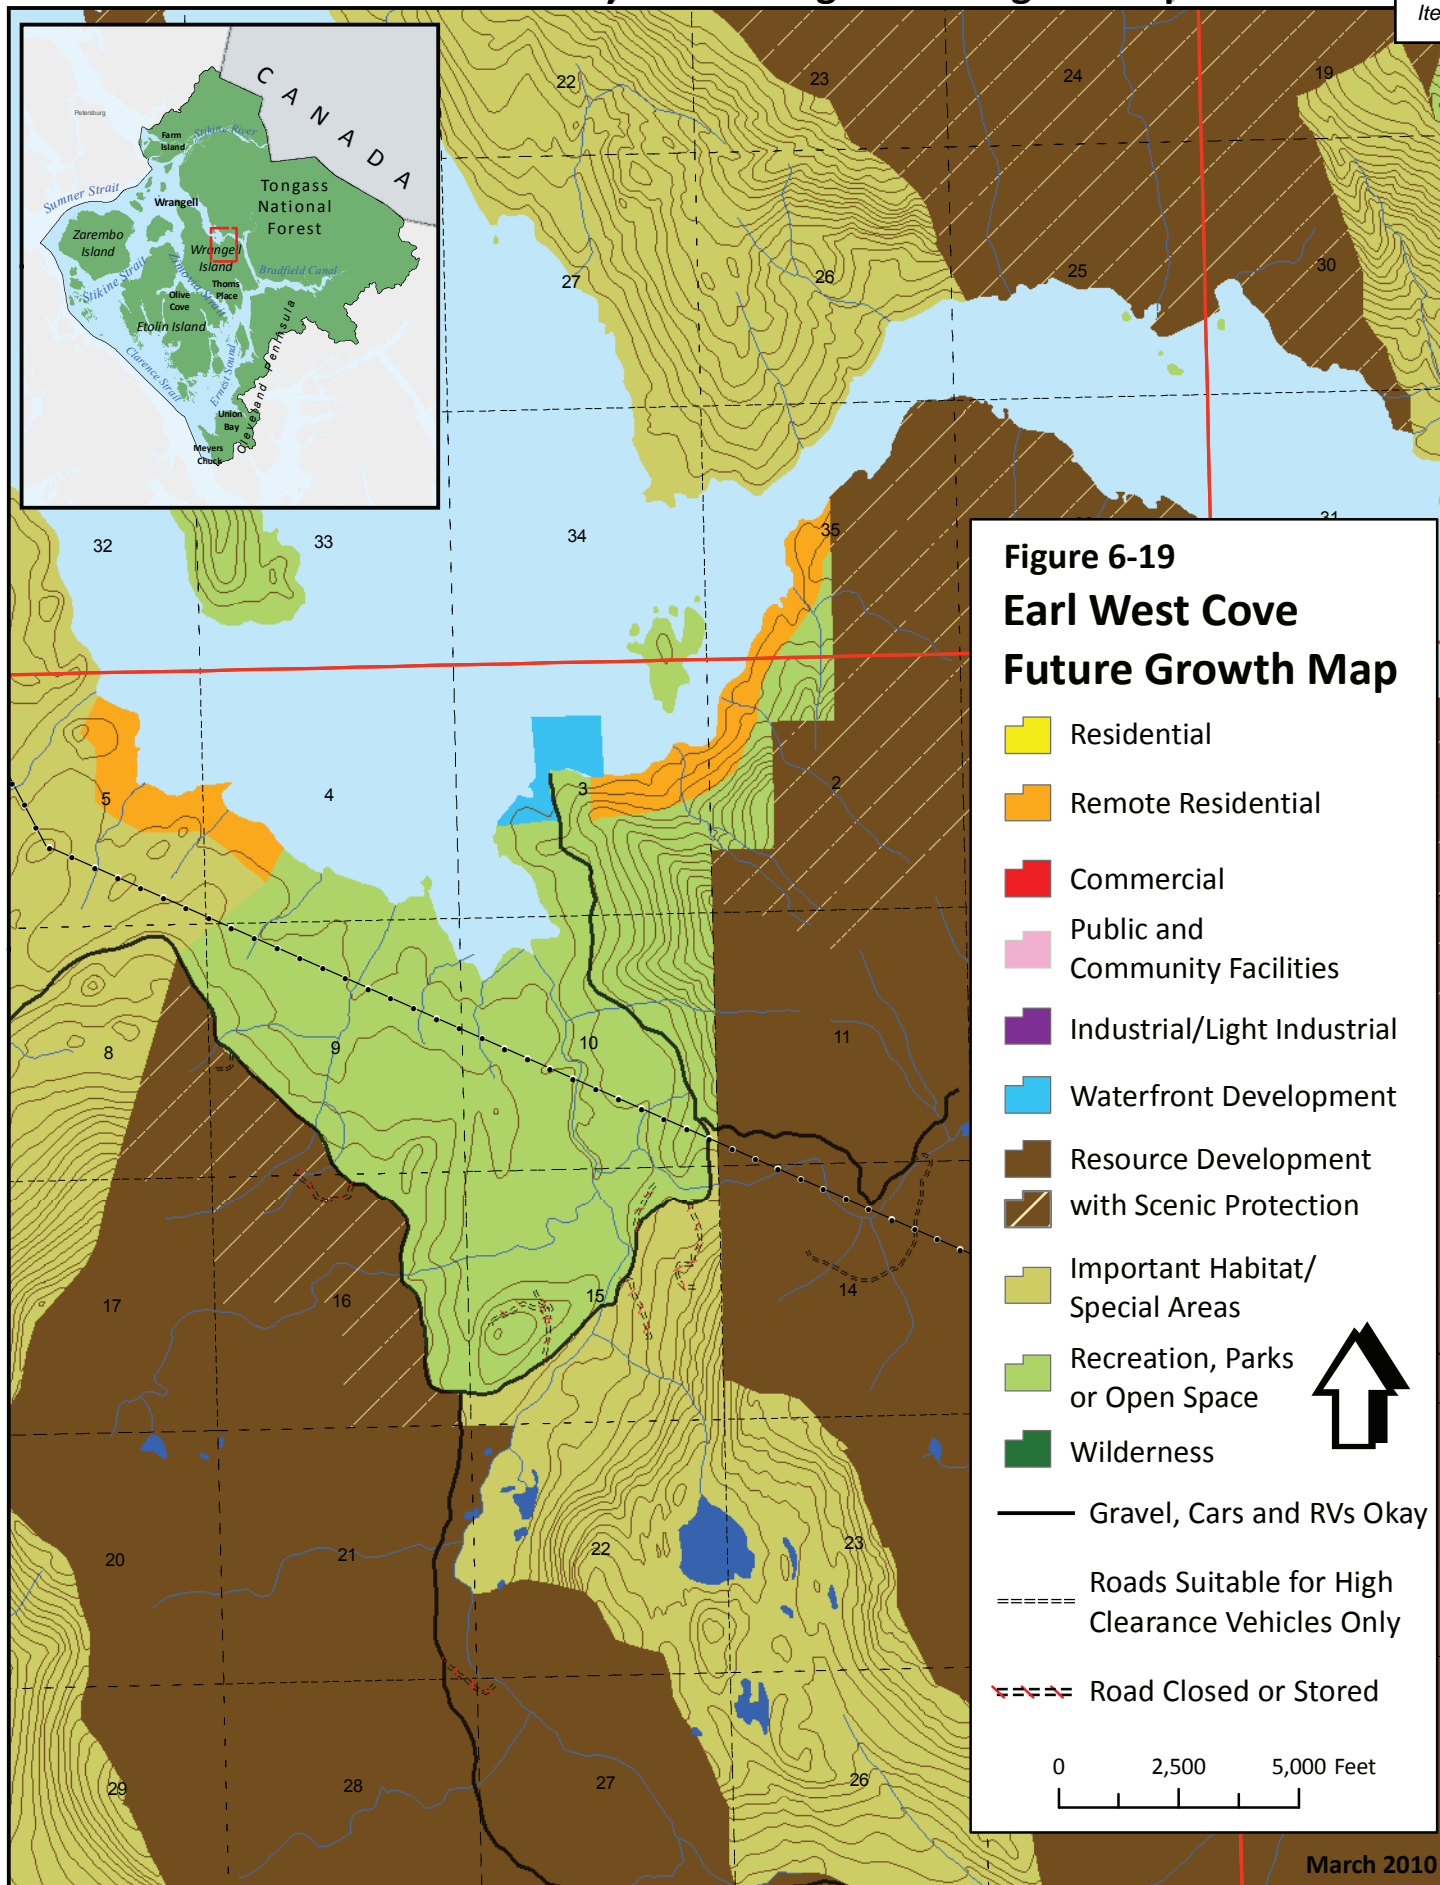 Ite
CANADA
Petersburg
Farm
Island
Stikine River
Tongass
National
Forest
Sumner Strait
Wrangell
Zarembo
Island
Wrangell
Island
Zimovia Strait
Bradfield Canal
Stikine Strait
Thoms
Place
Olive
Cove
Etolin Island
Clarence Strait
Ernest Sound
Cleveland Peninsula
Union
Bay
Meyers
Chuck
22
23
24
19
27
26
25
30
32
33
34
35
31
5
4
3
2
8
9
10
11
17
16
15
14
20
21
22
23
29
28
27
26
Figure 6-19
Earl West Cove
Future Growth Map
Residential
Remote Residential
Commercial
Public and
Community Facilities
Industrial/Light Industrial
Waterfront Development
Resource Development
with Scenic Protection
Important Habitat/
Special Areas
Recreation, Parks
or Open Space
Wilderness
Gravel, Cars and RVs Okay
Roads Suitable for High
Clearance Vehicles Only
Road Closed or Stored
0 2,500 5,000 Feet
March 2010